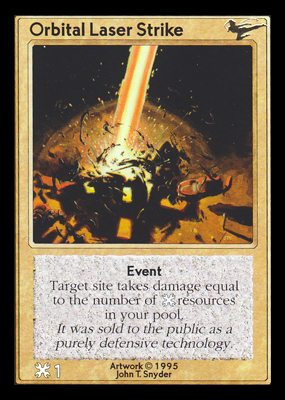 Orbital Laser Strike
Event
Target site takes damage equal
to the number of resources
in your pool.
It was sold to the public as a
purely defensive technology.
Artwork © 1995
John T. Snyder
1